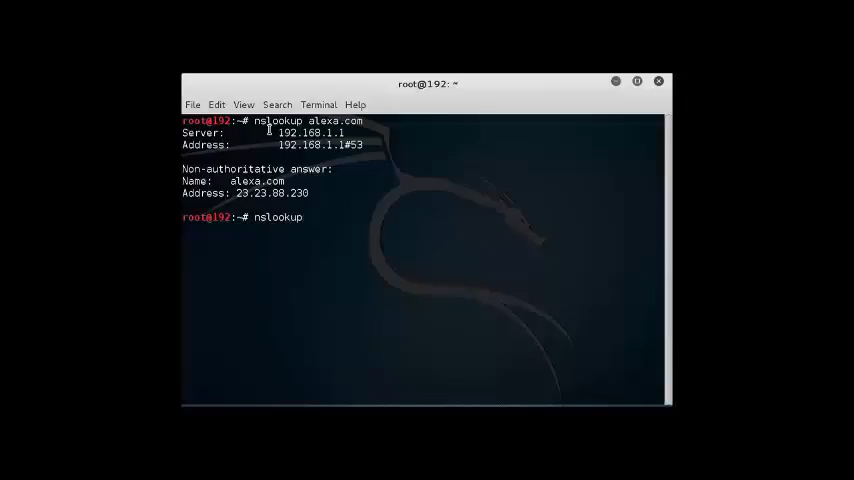 root@192: ~
File Edit View Search Terminal Help
root@192:~# nslookup alexa.com
Server: 192.168.1.1
Address: 192.168.1.1#53
Non-authoritative answer:
Name: alexa.com
Address: 23.23.88.230
root@192:~# nslookup